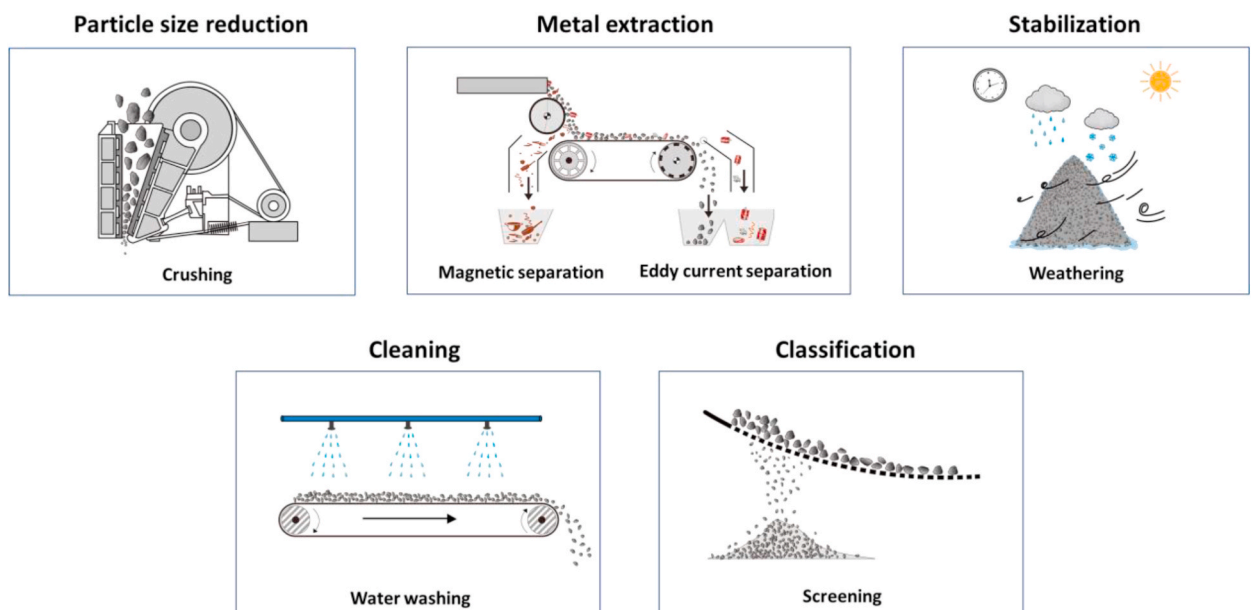 Particle size reduction
Metal extraction
Stabilization
Crushing
Magnetic separation
Eddy current separation
Weathering
Cleaning
Classification
Water washing
Screening